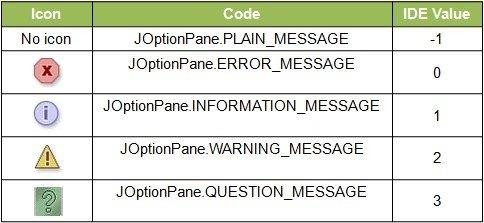 Icon Code IDE Value
No icon JOptionPane.PLAIN_MESSAGE -1
x JOptionPane.ERROR_MESSAGE 0
i JOptionPane.INFORMATION_MESSAGE 1
! JOptionPane.WARNING_MESSAGE 2
? JOptionPane.QUESTION_MESSAGE 3